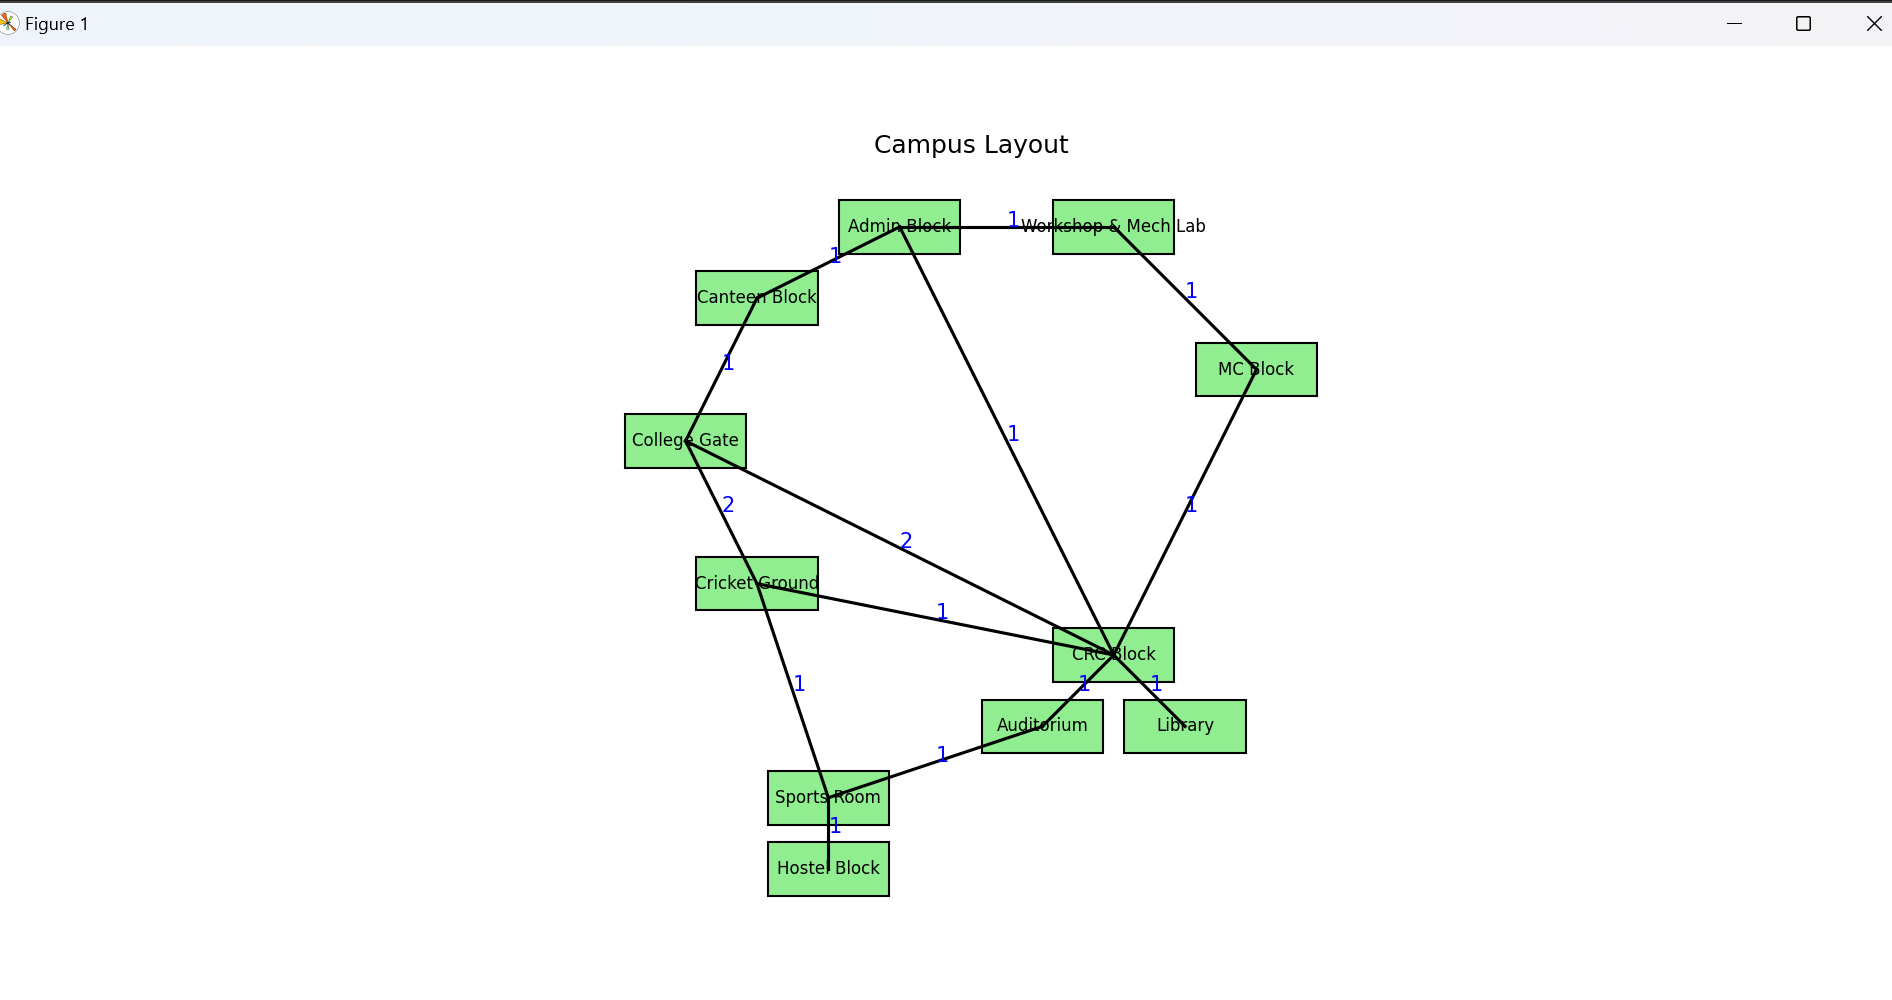 Figure 1
Campus Layout
Admin Block
1
Workshop & Mech Lab
1
Canteen Block
1
1
MC Block
1
College Gate
2
1
2
Cricket Ground
1
CRC Block
1
1
1
Auditorium
Library
1
Sports Room
1
Hostel Block